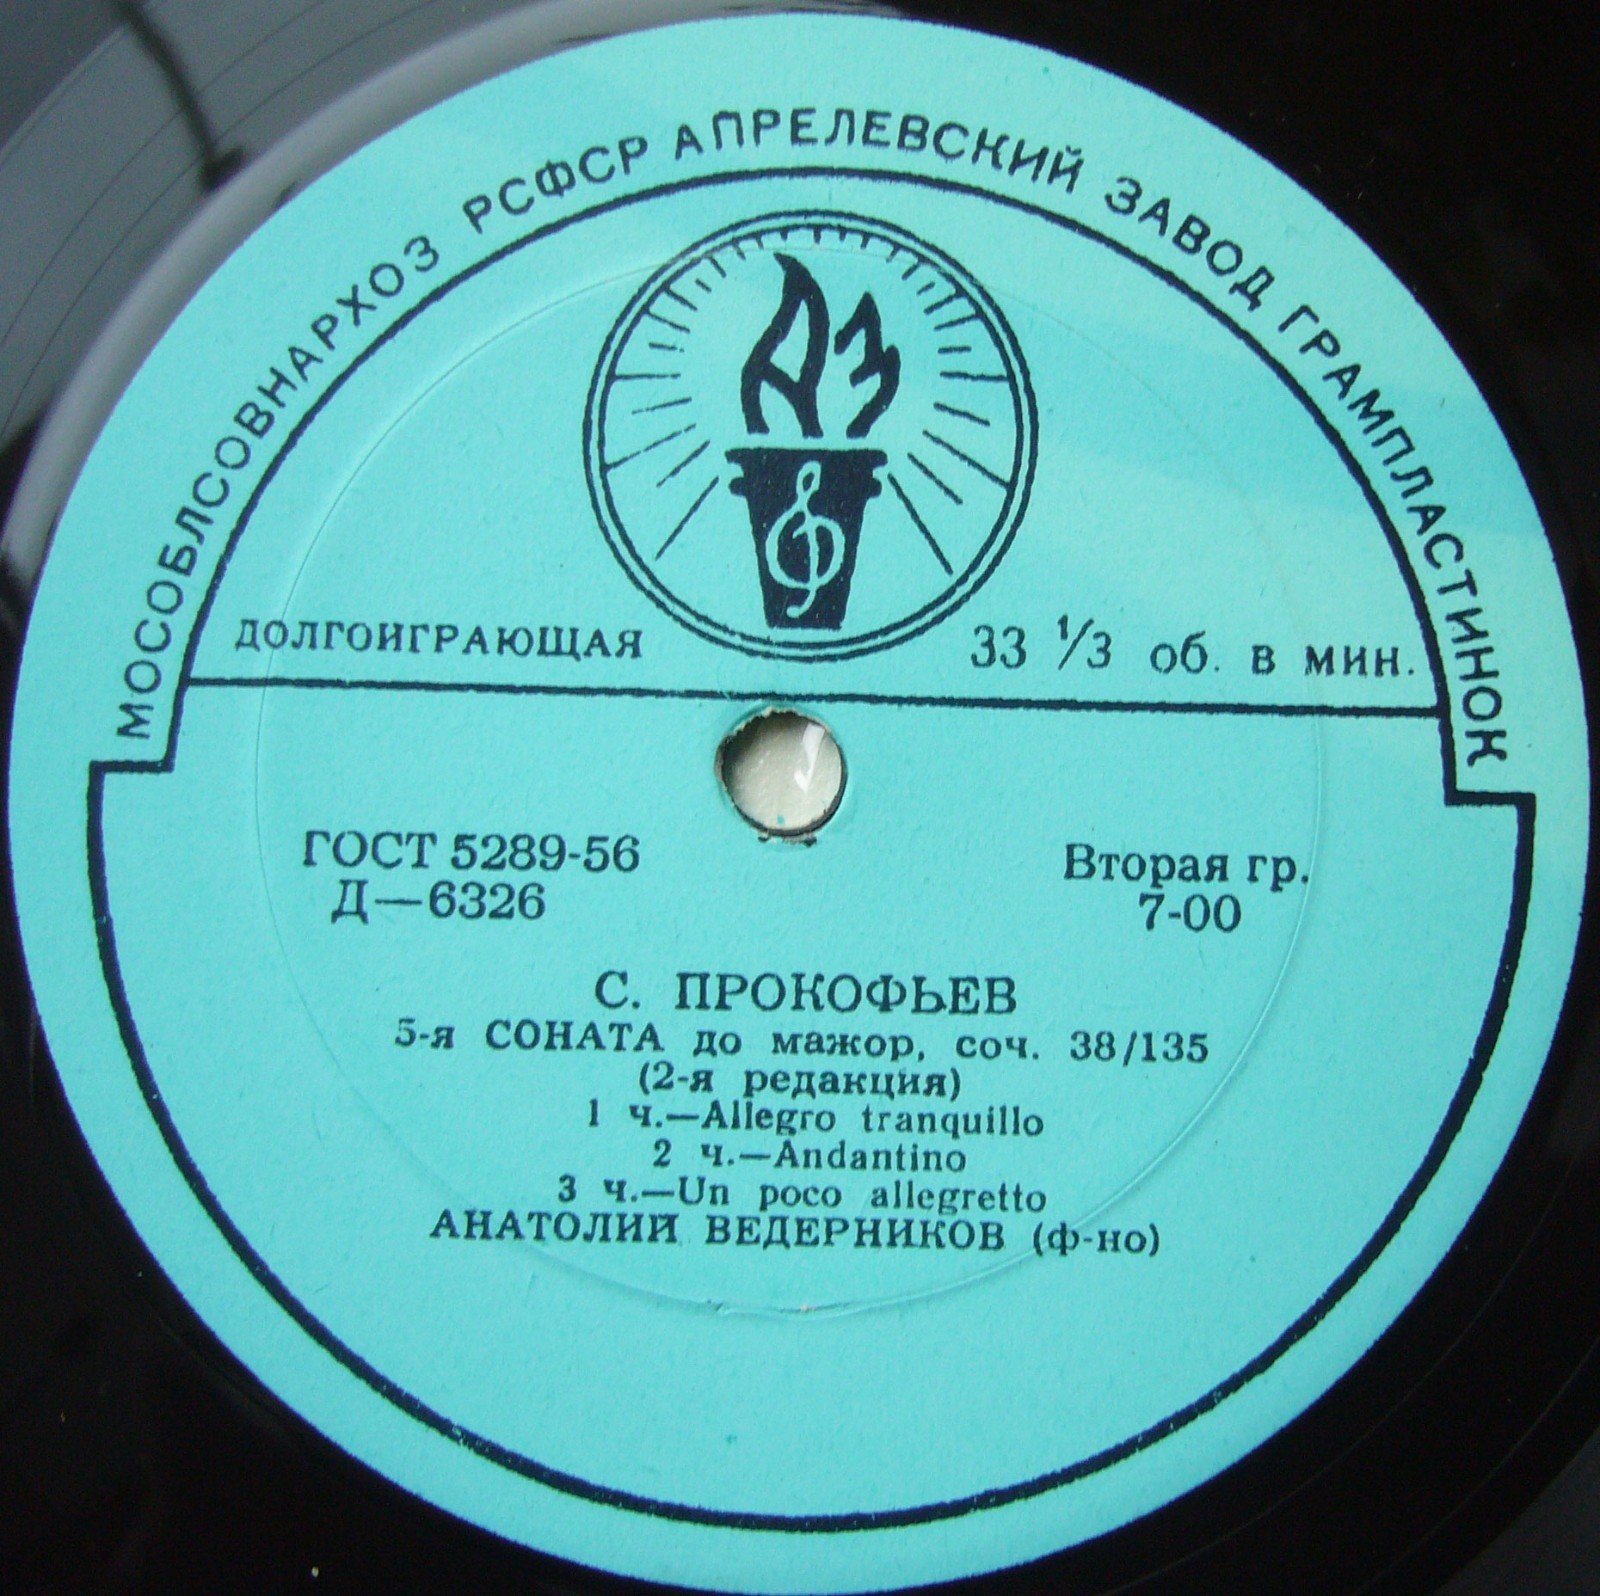 МОСОБЛСОВНАРХОЗ РСФСР АПРЕЛЕВСКИЙ ЗАВОД ГРАМПЛАСТИНОК
АЗ
ДОЛГОИГРАЮЩАЯ 33 1/3 об. в мин.
ГОСТ 5289-56 Вторая гр.
Д—6326 7-00
С. ПРОКОФЬЕВ
5-я СОНАТА до мажор, соч. 38/135
(2-я редакция)
1 ч.—Allegro tranquillo
2 ч.—Andantino
3 ч.—Un poco allegretto
АНАТОЛИЙ ВЕДЕРНИКОВ (ф-но)